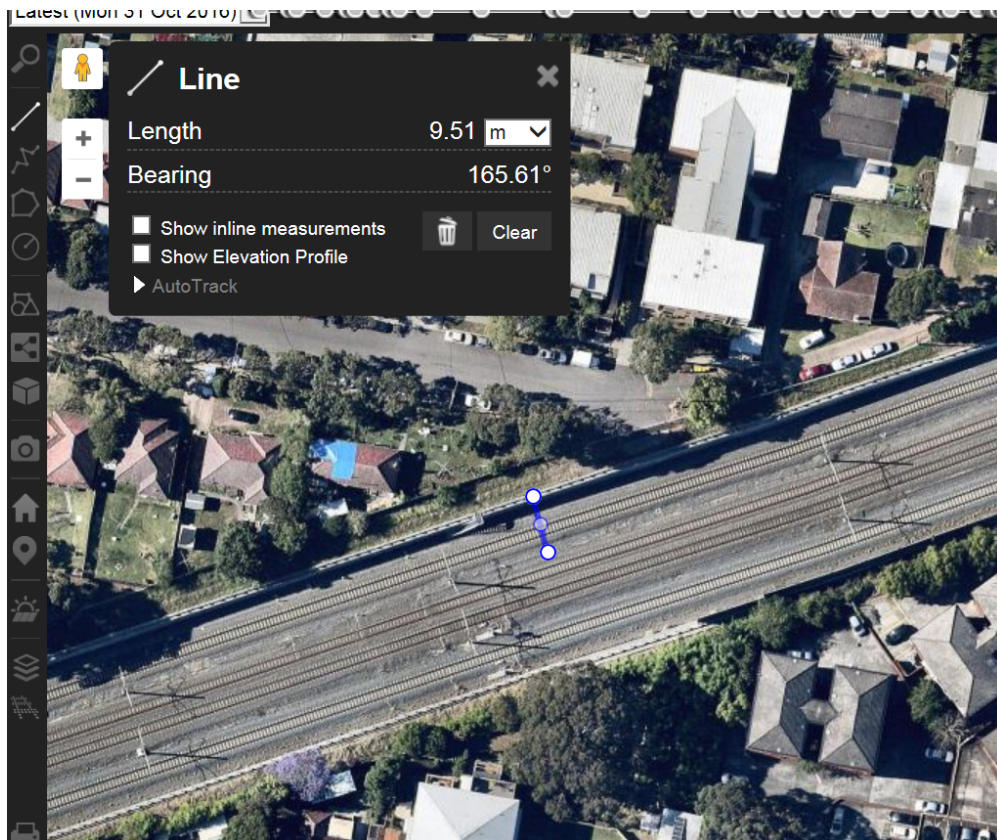 Latest (Mon 31 Oct 2016)
Line
Length 9.51 m
Bearing 165.61°
Show inline measurements
Clear
Show Elevation Profile
AutoTrack